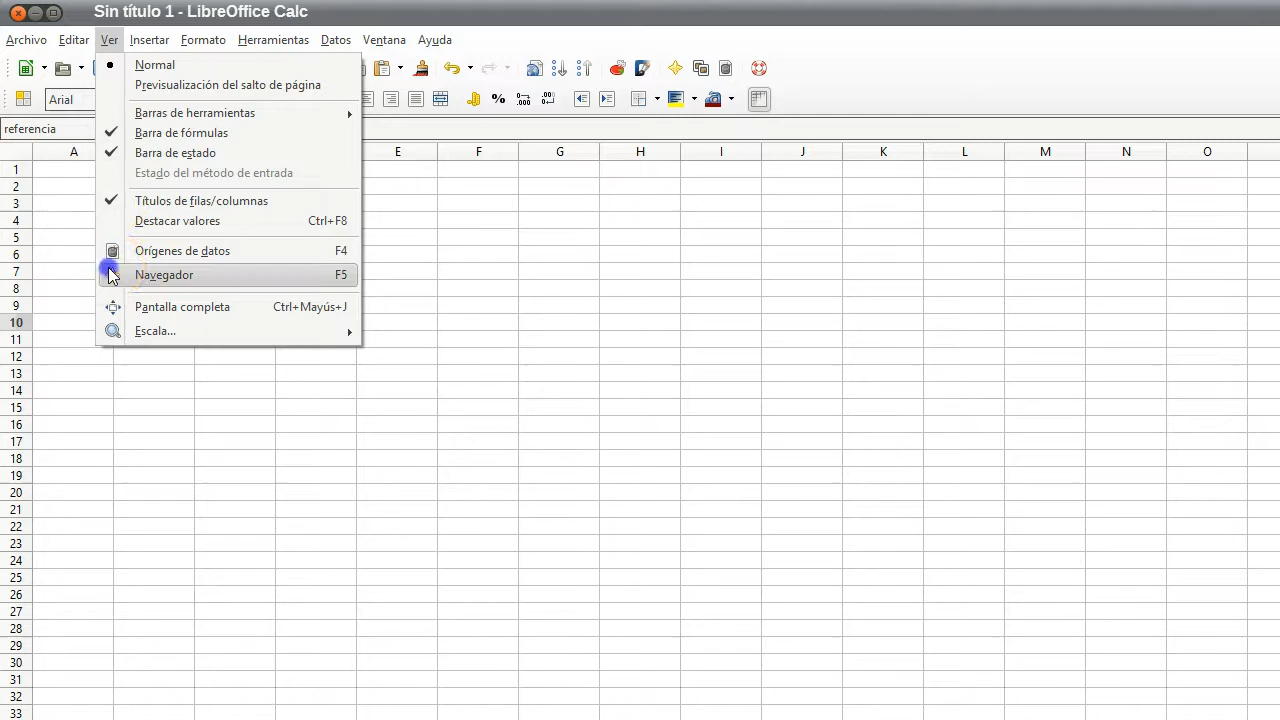 Sin título 1 - LibreOffice Calc
Archivo Editar Ver Insertar Formato Herramientas Datos Ventana Ayuda
Normal
Previsualización del salto de página
Arial
Barras de herramientas
referencia
Barra de fórmulas
Barra de estado
A E F G H I J K L M N O
Estado del método de entrada
Títulos de filas/columnas
Destacar valores Ctrl+F8
Orígenes de datos F4
Navegador F5
Pantalla completa Ctrl+Mayús+J
Escala...
1
2
3
4
5
6
7
8
9
10
11
12
13
14
15
16
17
18
19
20
21
22
23
24
25
26
27
28
29
30
31
32
33